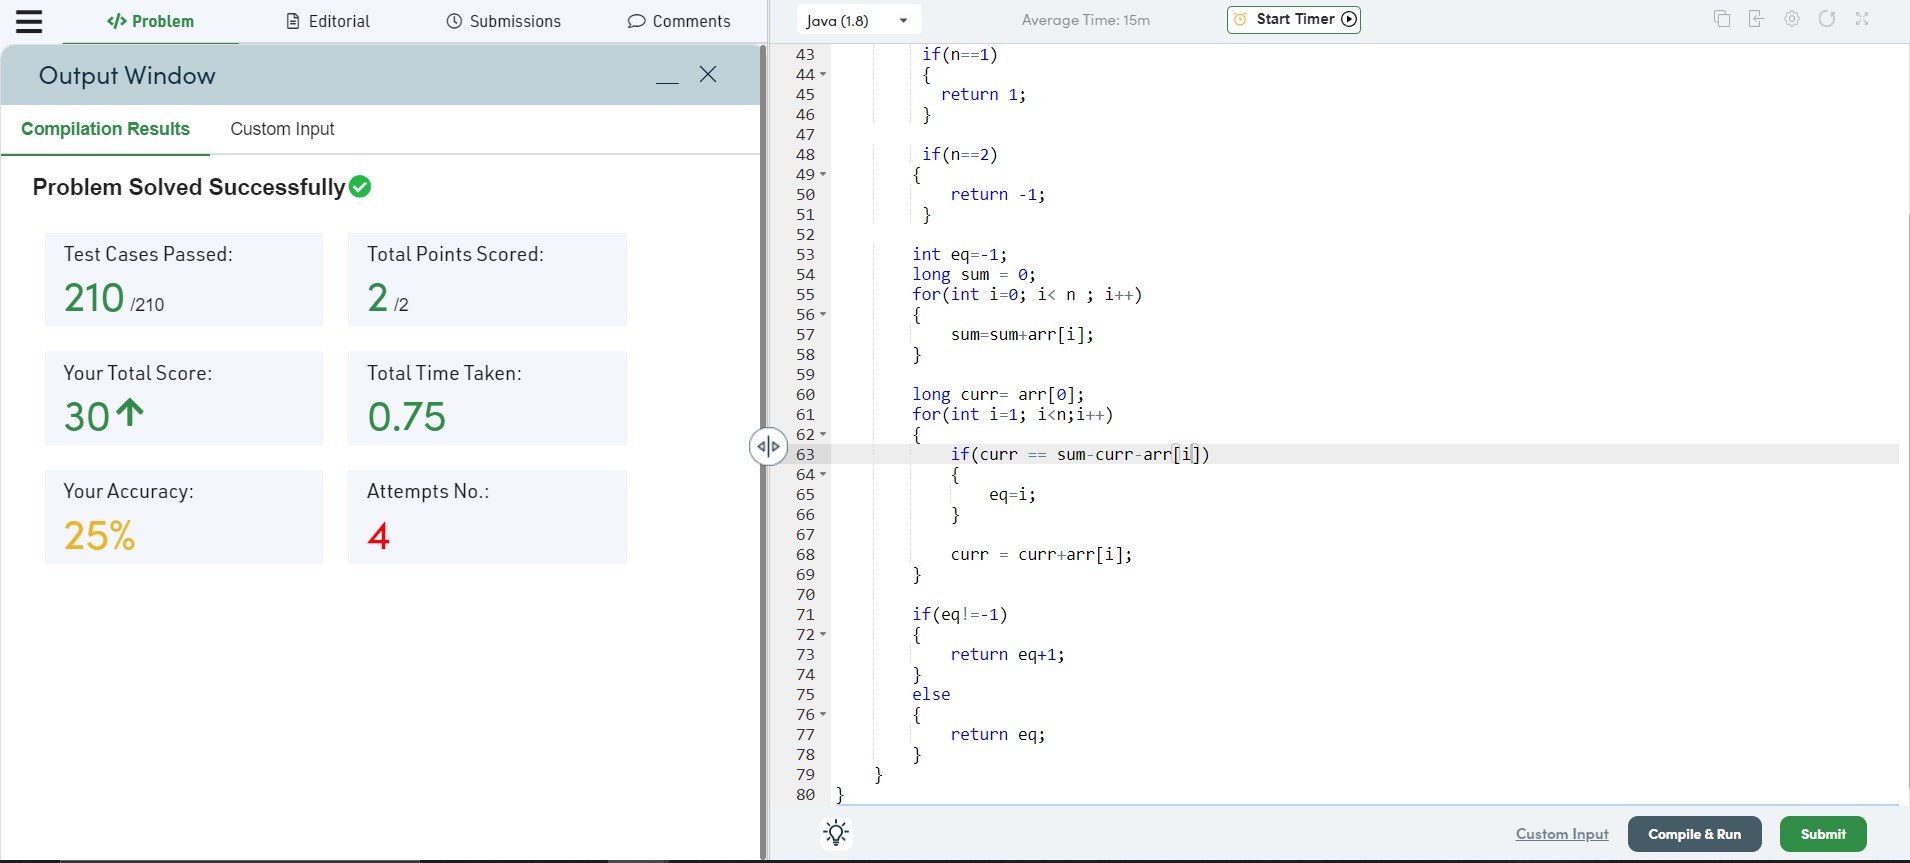 </> Problem
Editorial
Submissions
Comments
Output Window
Compilation Results
Custom Input
Problem Solved Successfully
Test Cases Passed:
210 /210
Total Points Scored:
2 /2
Your Total Score:
30
Total Time Taken:
0.75
Your Accuracy:
25%
Attempts No.:
4
Java (1.8)
Average Time: 15m
Start Timer
43 if(n==1)
44 {
45 return 1;
46 }
47
48 if(n==2)
49 {
50 return -1;
51 }
52
53 int eq=-1;
54 long sum = 0;
55 for(int i=0; i< n ; i++)
56 {
57 sum=sum+arr[i];
58 }
59
60 long curr= arr[0];
61 for(int i=1; i<n;i++)
62 {
63 if(curr == sum-curr-arr[i])
64 {
65 eq=i;
66 }
67
68 curr = curr+arr[i];
69 }
70
71 if(eq!=-1)
72 {
73 return eq+1;
74 }
75 else
76 {
77 return eq;
78 }
79 }
80 }
Custom Input
Compile & Run
Submit